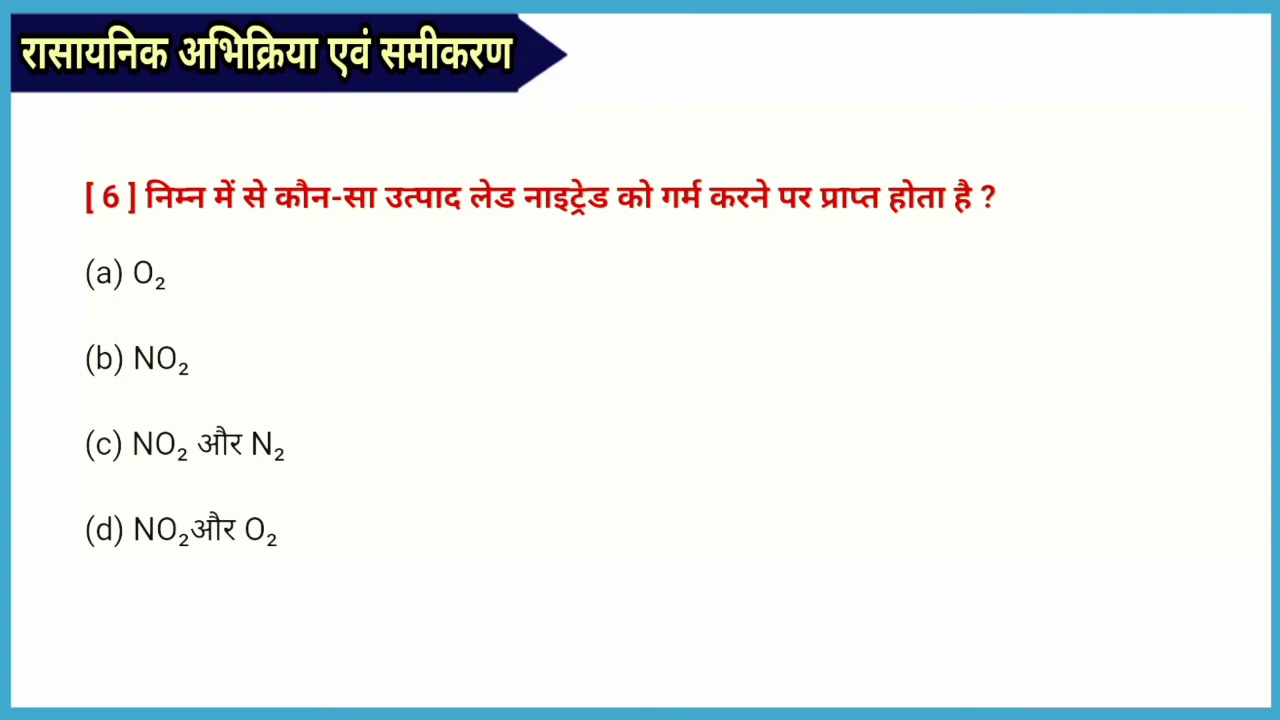 रासायनिक अभिक्रिया एवं समीकरण
[ 6 ] निम्न में से कौन-सा उत्पाद लेड नाइट्रेड को गर्म करने पर प्राप्त होता है ?
(a) O₂
(b) NO₂
(c) NO₂ और N₂
(d) NO₂और O₂